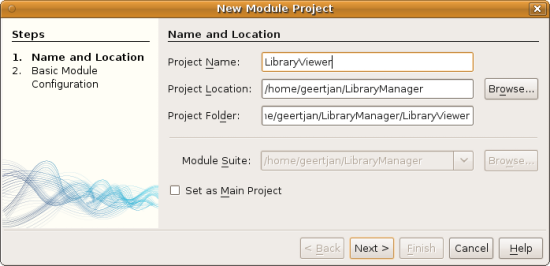 New Module Project
Steps
1. Name and Location
2. Basic Module
Configuration
Name and Location
Project Name: LibraryViewer
Project Location: /home/geertjan/LibraryManager Browse...
Project Folder: ne/geertjan/LibraryManager/LibraryViewer
Module Suite: /home/geertjan/LibraryManager Browse...
Set as Main Project
< Back Next > Finish Cancel Help